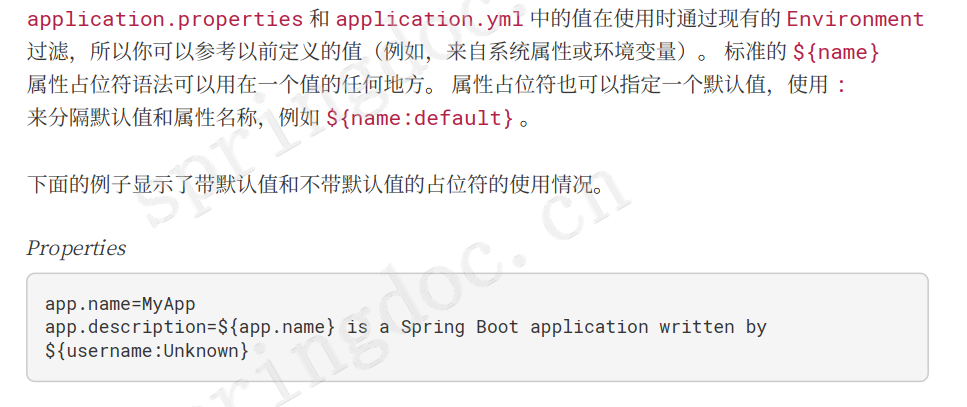 application.properties 和 application.yml 中的值在使用时通过现有的 Environment
过滤，所以你可以参考以前定义的值（例如，来自系统属性或环境变量）。 标准的 ${name}
属性占位符语法可以用在一个值的任何地方。 属性占位符也可以指定一个默认值，使用 :
来分隔默认值和属性名称，例如 ${name:default} 。
下面的例子显示了带默认值和不带默认值的占位符的使用情况。
Properties
app.name=MyApp
app.description=${app.name} is a Spring Boot application written by
${username:Unknown}
springdoc.cn
springdoc.cn